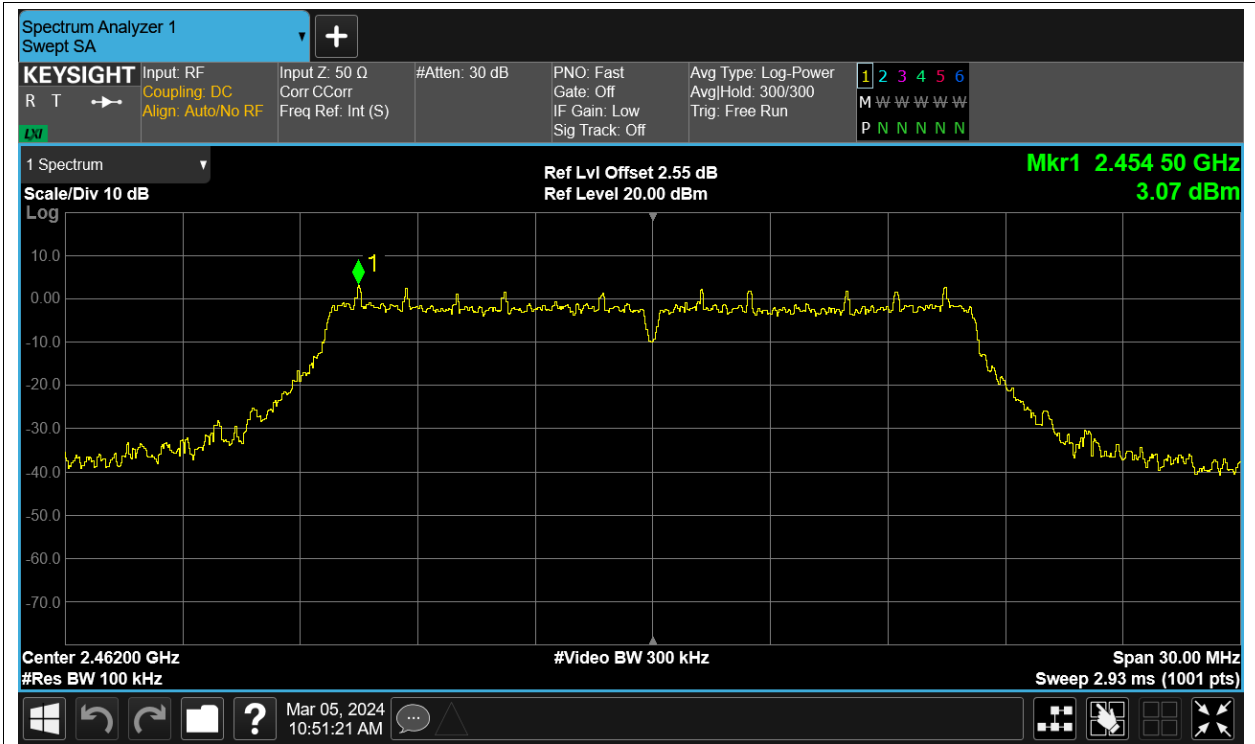 Spectrum Analyzer 1
Swept SA
+
KEYSIGHT
R T
LXI
Input: RF
Coupling: DC
Align: Auto/No RF
Input Z: 50 Ω
Corr CCorr
Freq Ref: Int (S)
#Atten: 30 dB
PNO: Fast
Gate: Off
IF Gain: Low
Sig Track: Off
Avg Type: Log-Power
Avg|Hold: 300/300
Trig: Free Run
1 2 3 4 5 6
M W W W W W
P N N N N N
1 Spectrum
Scale/Div 10 dB
Log
Ref Lvl Offset 2.55 dB
Ref Level 20.00 dBm
Mkr1 2.454 50 GHz
3.07 dBm
1
10.0
0.00
-10.0
-20.0
-30.0
-40.0
-50.0
-60.0
-70.0
Center 2.46200 GHz
#Res BW 100 kHz
#Video BW 300 kHz
Span 30.00 MHz
Sweep 2.93 ms (1001 pts)
?
Mar 05, 2024
10:51:21 AM